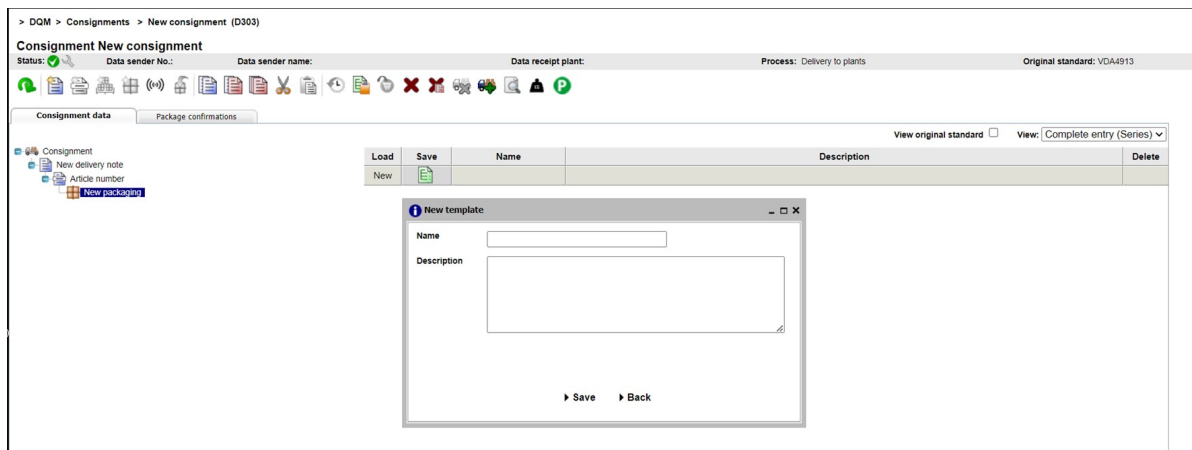 > DQM > Consignments > New consignment (D303)
Consignment New consignment
Status: Data sender No.: Data sender name: Data receipt plant: Process: Delivery to plants Original standard: VDA4913
P
Consignment data Package confirmations
View original standard View: Complete entry (Series)
Consignment
New delivery note
Article number
New packaging
Load Save Name Description Delete
New
New template
Name
Description
Save Back